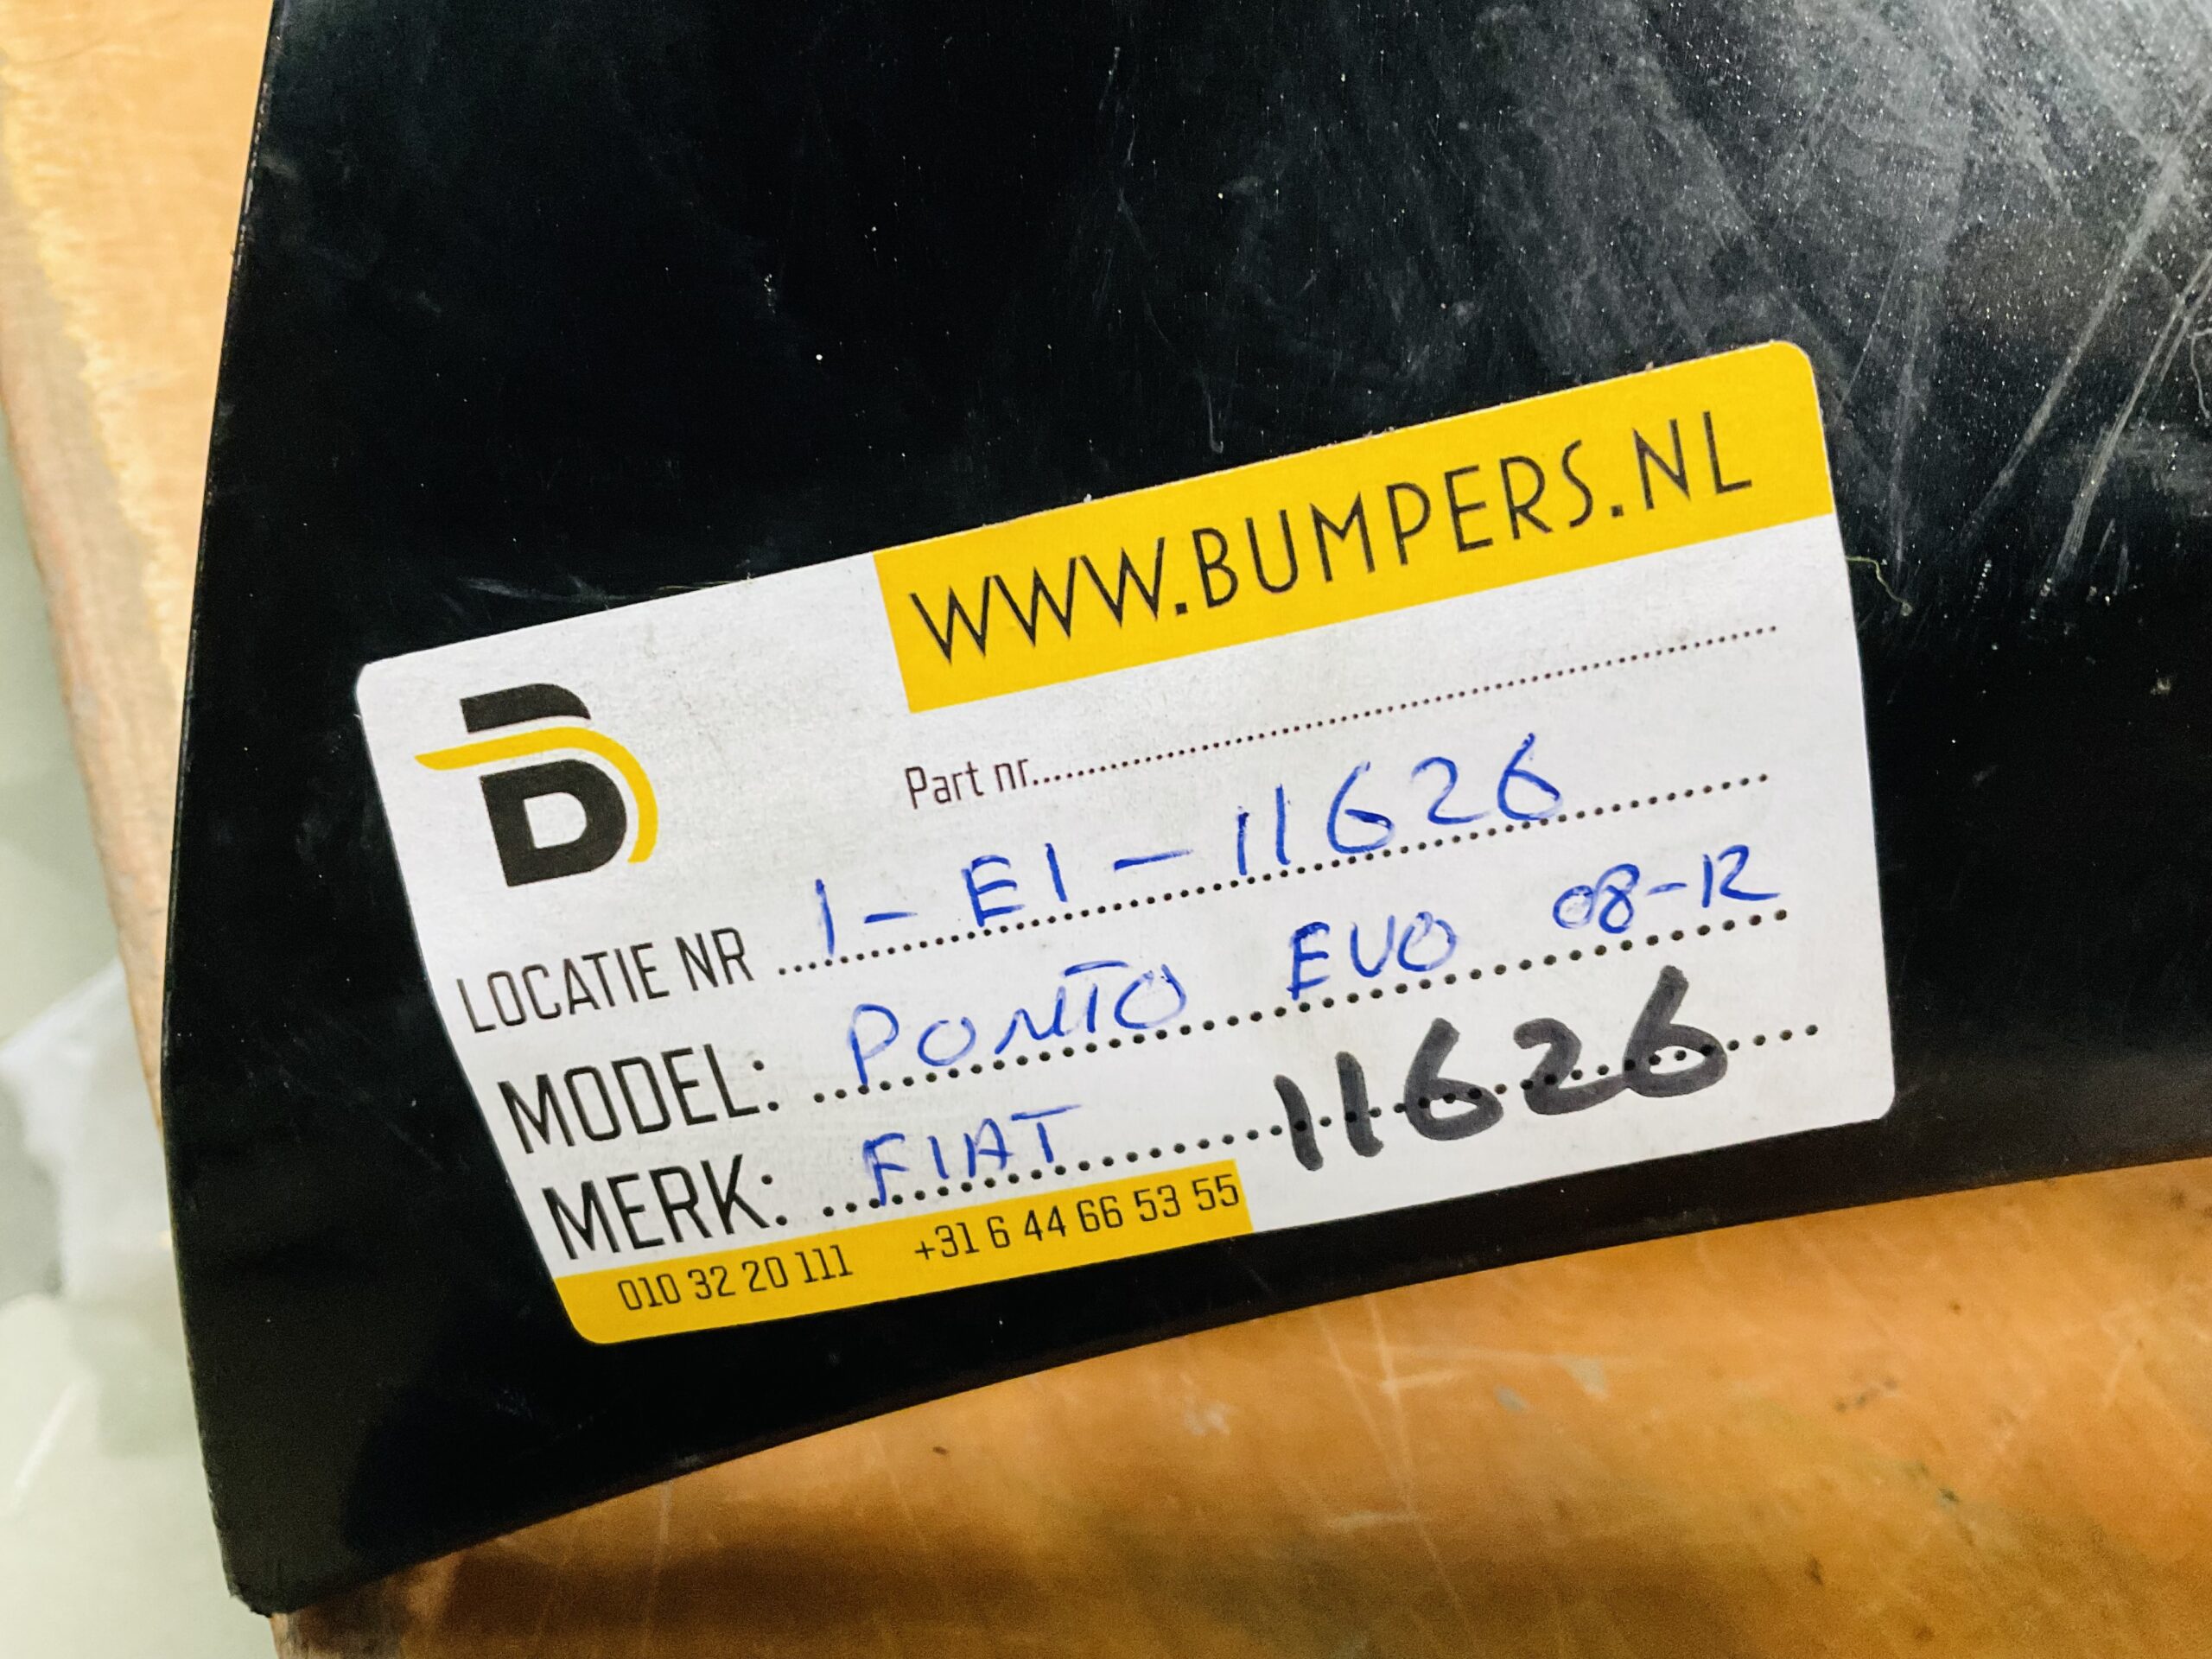 WWW.BUMPERS.NL
B
Part nr..........
LOCATIE NR 1-E1-11626
MODEL: PONTO EVO 08-12
MERK: FIAT 11626
010 32 20 111 +31 6 44 66 53 55